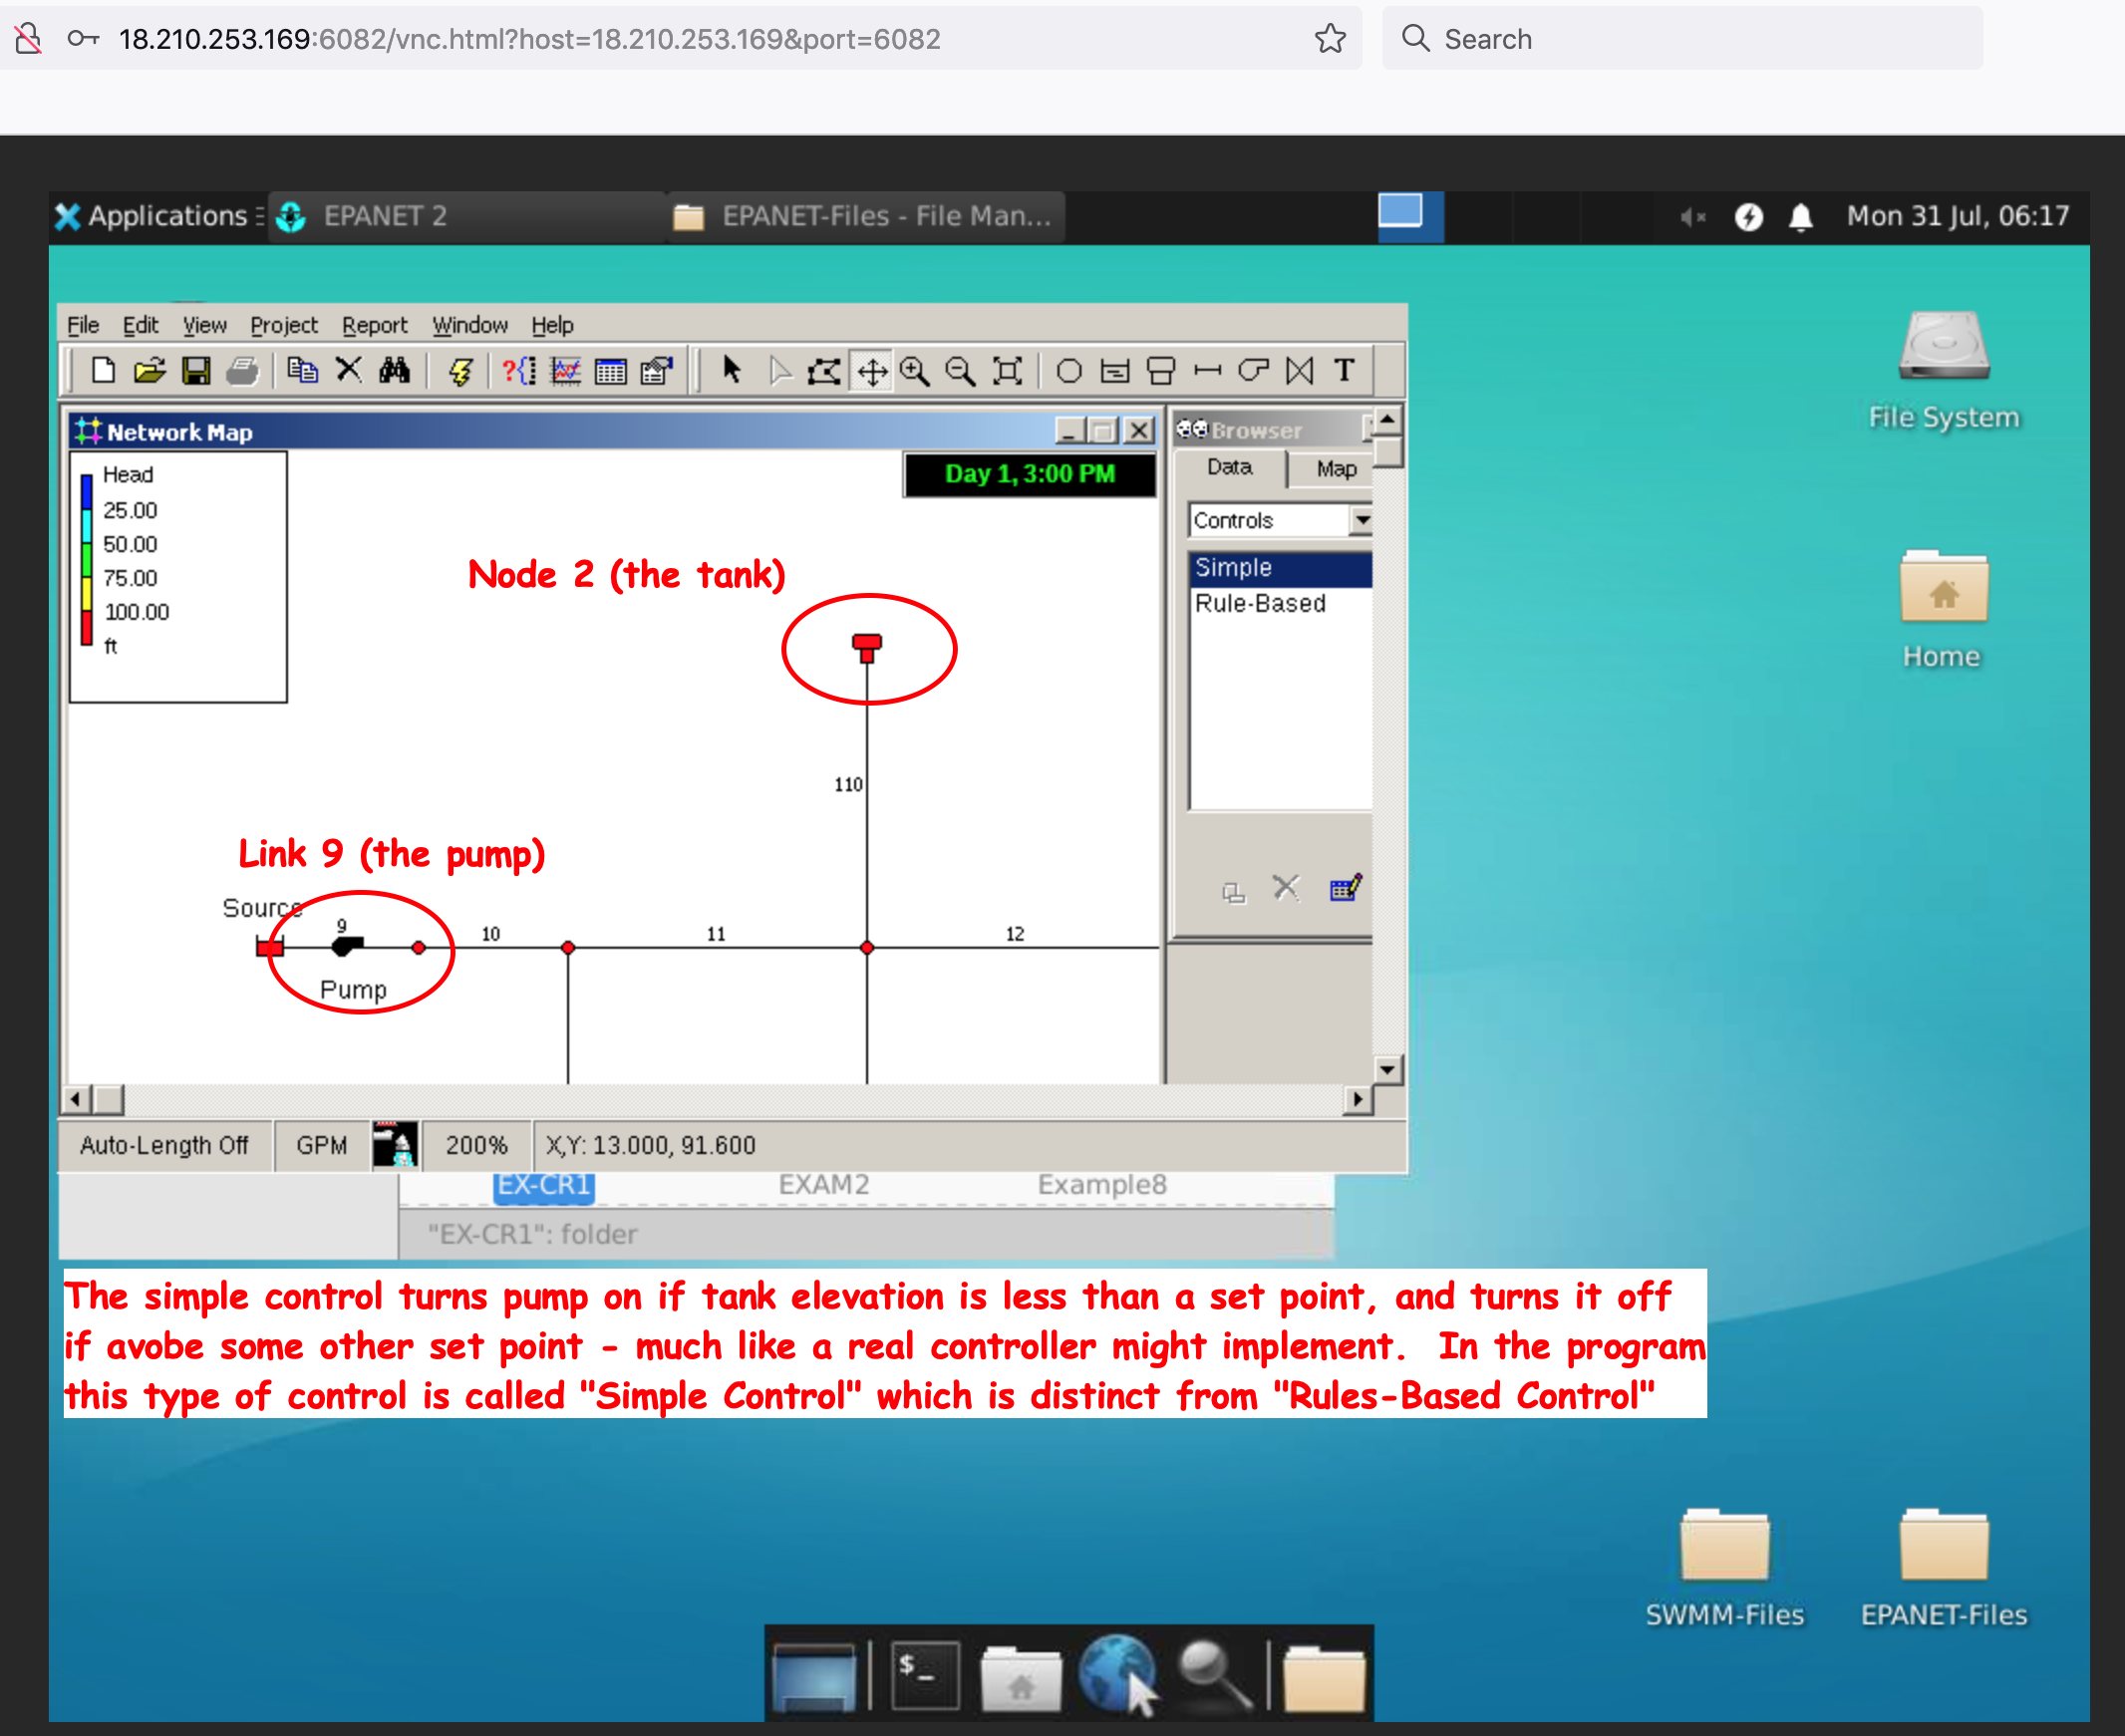 18.210.253.169:6082/vnc.html?host=18.210.253.169&port=6082
Search
Applications
EPANET 2
EPANET-Files - File Man...
Mon 31 Jul, 06:17
File Edit View Project Report Window Help
T
Network Map
Browser
Head
25.00
50.00
75.00
100.00
ft
Day 1, 3:00 PM
Data
Map
Controls
Simple
Rule-Based
Node 2 (the tank)
110
Link 9 (the pump)
Source
9
10
11
12
Pump
Auto-Length Off
GPM
200%
X,Y: 13.000, 91.600
EX-CR1
EXAM2
Example8
"EX-CR1": folder
The simple control turns pump on if tank elevation is less than a set point, and turns it off
if avobe some other set point - much like a real controller might implement. In the program
this type of control is called "Simple Control" which is distinct from "Rules-Based Control"
File System
Home
SWMM-Files
EPANET-Files
$_